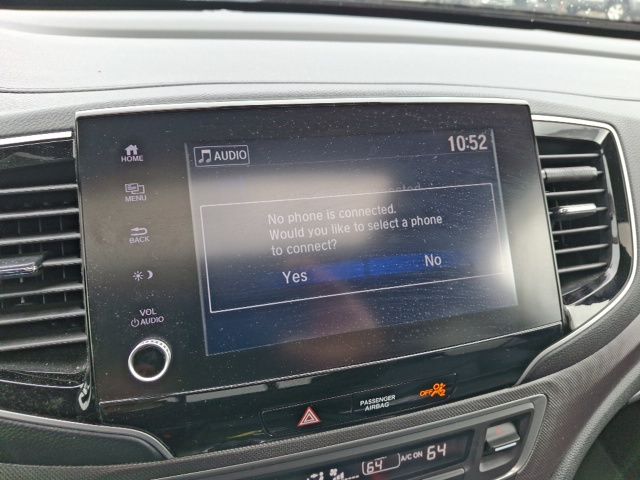 HOME
MENU
BACK
VOL
AUDIO
AUDIO
10:52
No phone is connected.
Would you like to select a phone
to connect?
Yes
No
PASSENGER
AIRBAG
OFF
64
A/C ON
64